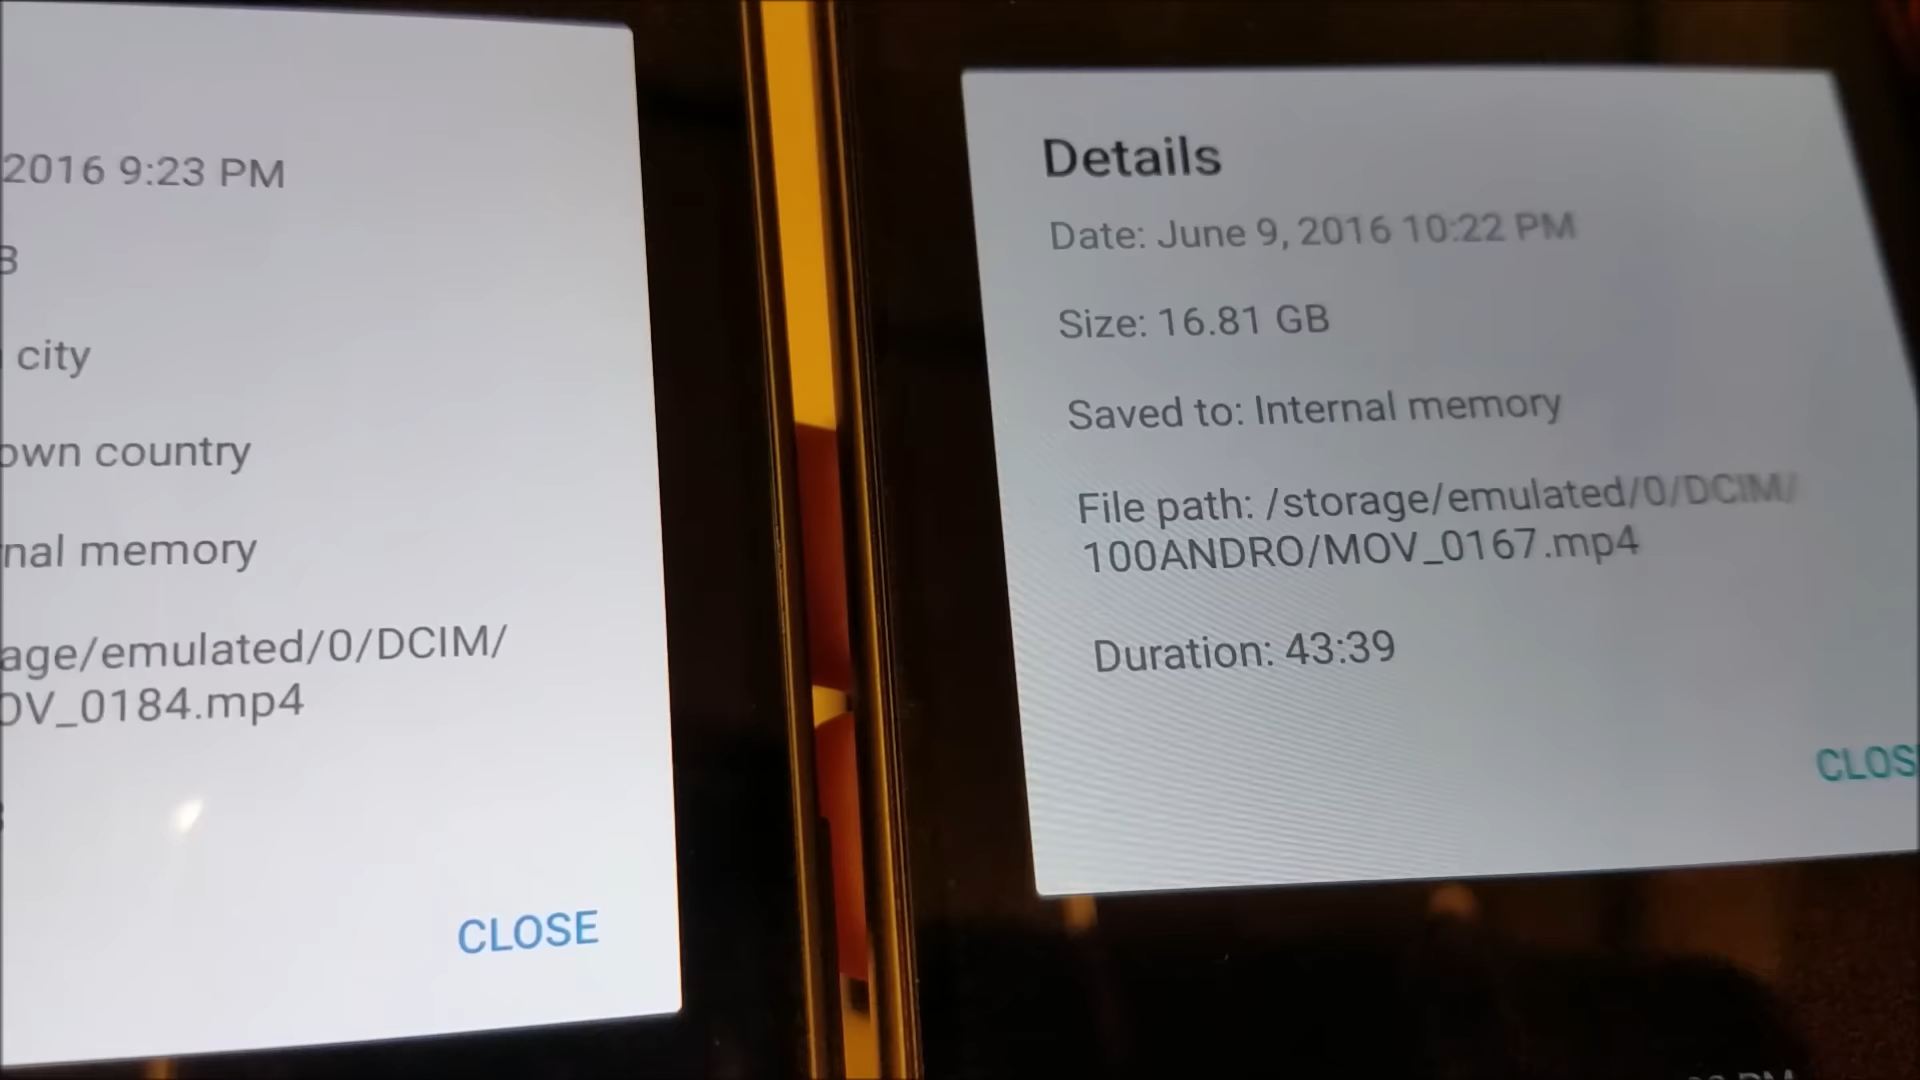 2016 9:23 PM
B
city
own country
nal memory
age/emulated/0/DCIM/
OV_0184.mp4
CLOSE
Details
Date: June 9, 2016 10:22 PM
Size: 16.81 GB
Saved to: Internal memory
File path: /storage/emulated/0/DCIM/
100ANDRO/MOV_0167.mp4
Duration: 43:39
CLOS
PM